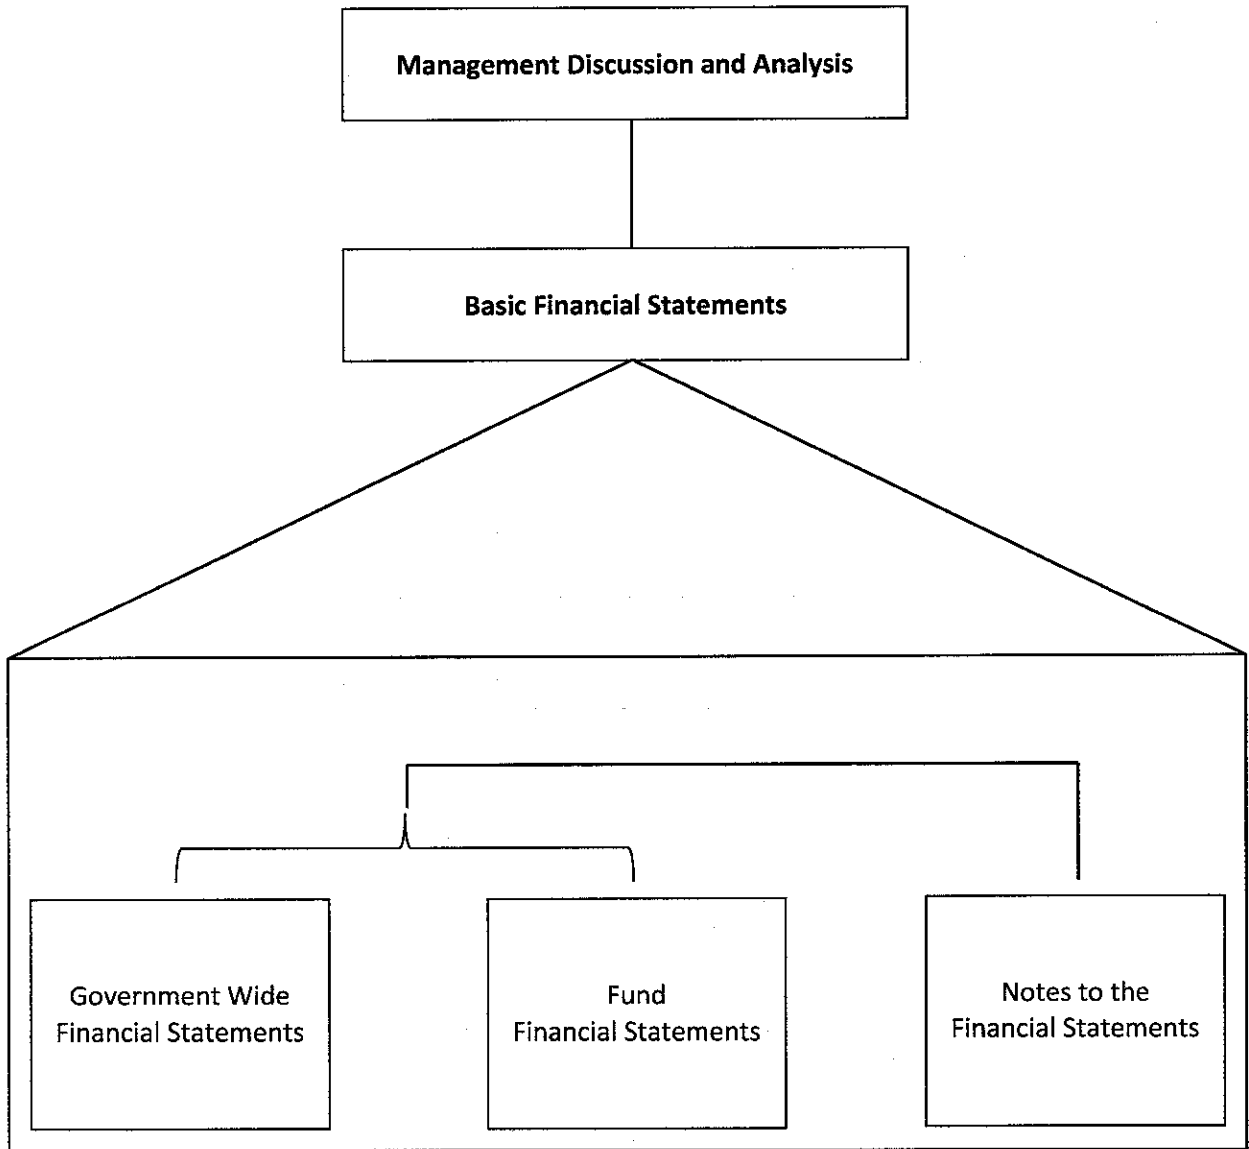 Management Discussion and Analysis
Basic Financial Statements
Government Wide
Financial Statements
Fund
Financial Statements
Notes to the
Financial Statements